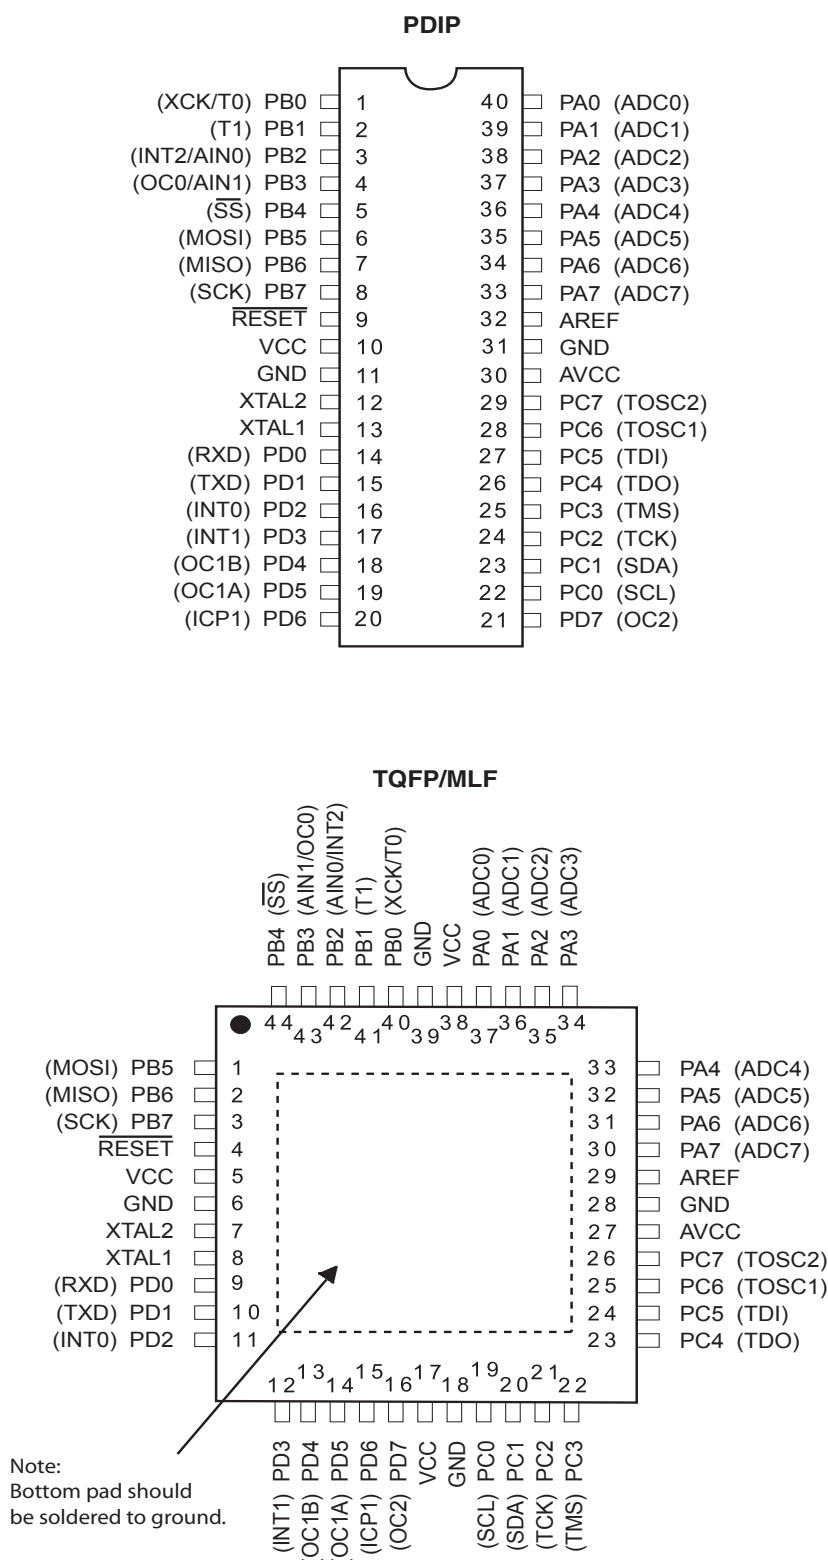 PDIP
(XCK/T0) PB0 1 40 PA0 (ADC0)
(T1) PB1 2 39 PA1 (ADC1)
(INT2/AIN0) PB2 3 38 PA2 (ADC2)
(OC0/AIN1) PB3 4 37 PA3 (ADC3)
(SS) PB4 5 36 PA4 (ADC4)
(MOSI) PB5 6 35 PA5 (ADC5)
(MISO) PB6 7 34 PA6 (ADC6)
(SCK) PB7 8 33 PA7 (ADC7)
RESET 9 32 AREF
VCC 10 31 GND
GND 11 30 AVCC
XTAL2 12 29 PC7 (TOSC2)
XTAL1 13 28 PC6 (TOSC1)
(RXD) PD0 14 27 PC5 (TDI)
(TXD) PD1 15 26 PC4 (TDO)
(INT0) PD2 16 25 PC3 (TMS)
(INT1) PD3 17 24 PC2 (TCK)
(OC1B) PD4 18 23 PC1 (SDA)
(OC1A) PD5 19 22 PC0 (SCL)
(ICP1) PD6 20 21 PD7 (OC2)
TQFP/MLF
PB4 (SS)
PB3 (AIN1/OC0)
PB2 (AIN0/INT2)
PB1 (T1)
PB0 (XCK/T0)
GND
VCC
PA0 (ADC0)
PA1 (ADC1)
PA2 (ADC2)
PA3 (ADC3)
44 43 42 41 40 39 38 37 36 35 34
(MOSI) PB5 1 33 PA4 (ADC4)
(MISO) PB6 2 32 PA5 (ADC5)
(SCK) PB7 3 31 PA6 (ADC6)
RESET 4 30 PA7 (ADC7)
VCC 5 29 AREF
GND 6 28 GND
XTAL2 7 27 AVCC
XTAL1 8 26 PC7 (TOSC2)
(RXD) PD0 9 25 PC6 (TOSC1)
(TXD) PD1 10 24 PC5 (TDI)
(INT0) PD2 11 23 PC4 (TDO)
12 13 14 15 16 17 18 19 20 21 22
(INT1) PD3
(OC1B) PD4
(OC1A) PD5
(ICP1) PD6
(OC2) PD7
VCC
GND
(SCL) PC0
(SDA) PC1
(TCK) PC2
(TMS) PC3
Note:
Bottom pad should
be soldered to ground.